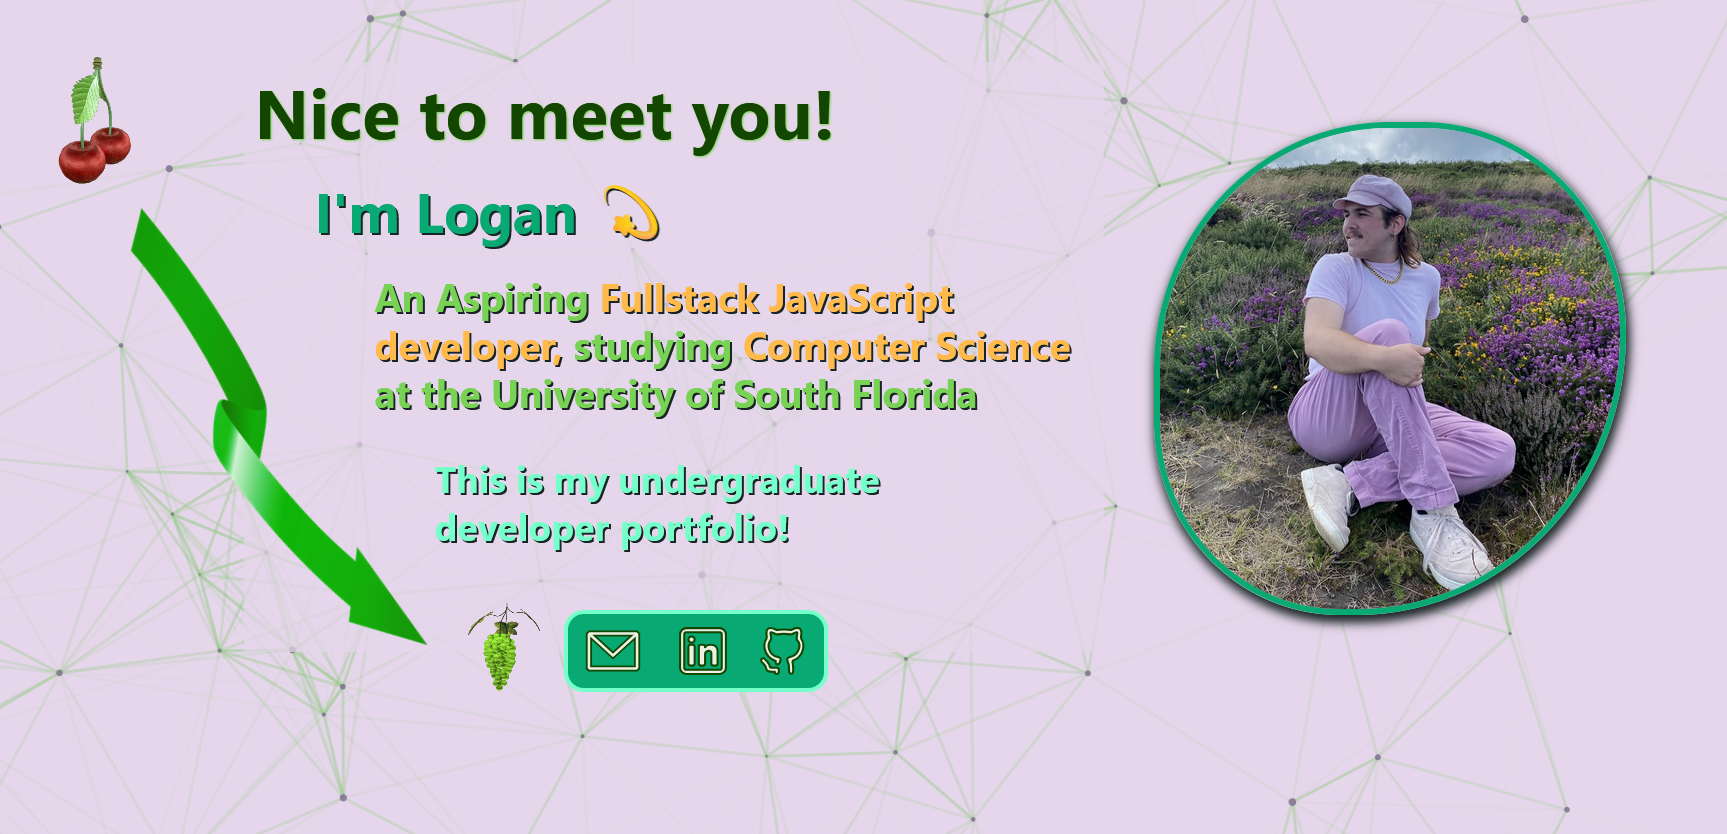 Nice to meet you!
I'm Logan
An Aspiring Fullstack JavaScript
developer, studying Computer Science
at the University of South Florida
This is my undergraduate
developer portfolio!
in